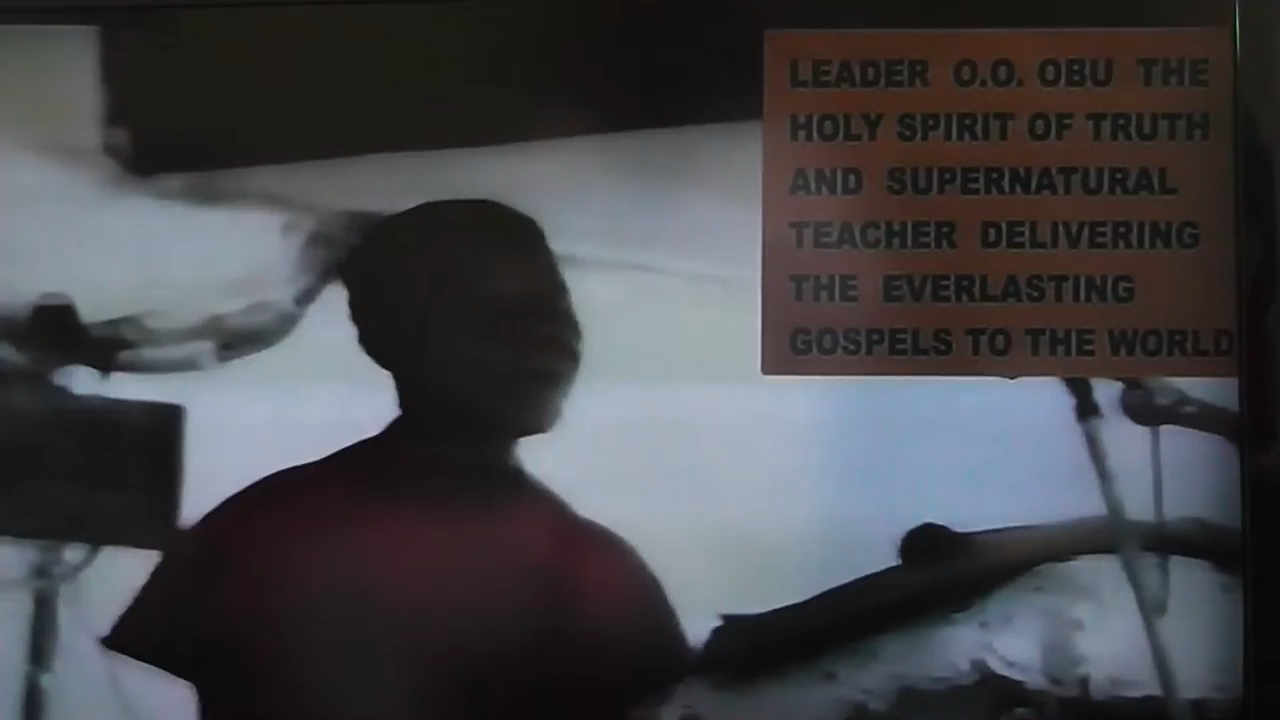 LEADER O.O. OBU THE
HOLY SPIRIT OF TRUTH
AND SUPERNATURAL
TEACHER DELIVERING
THE EVERLASTING
GOSPELS TO THE WORLD